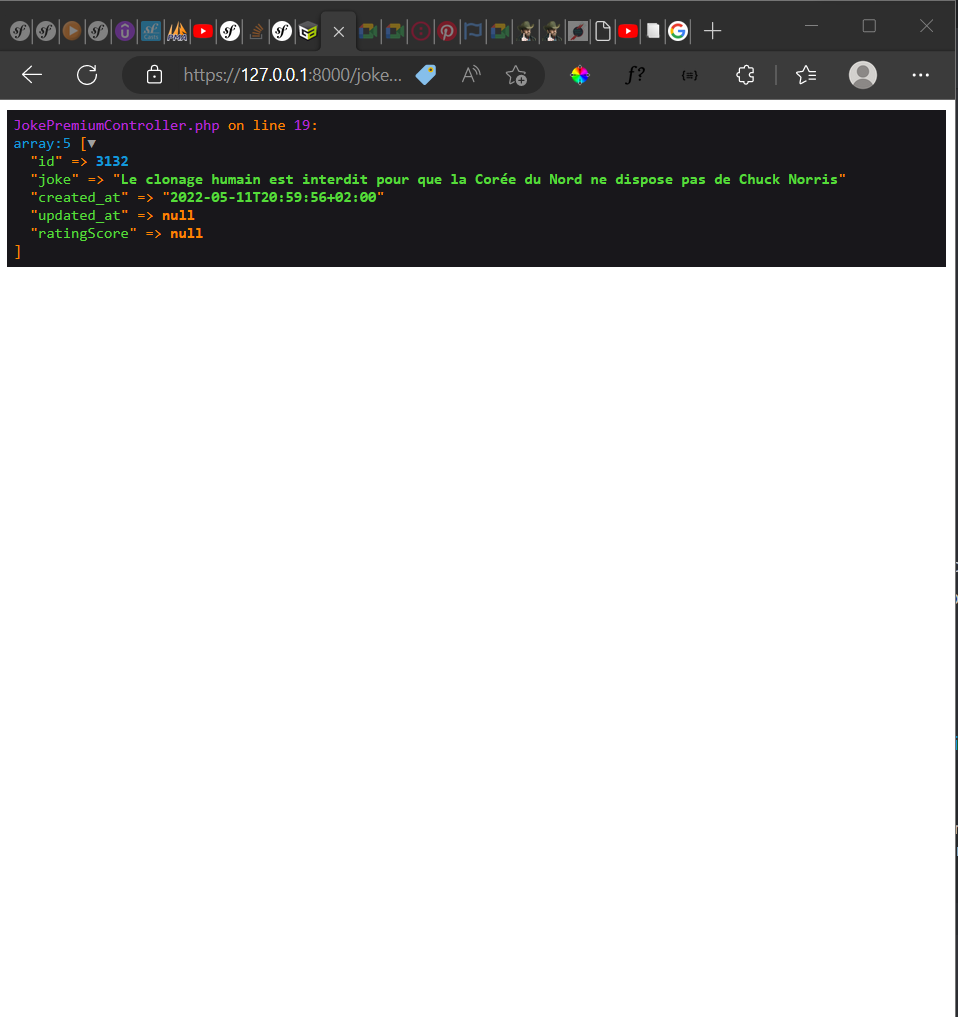 https://127.0.0.1:8000/joke...
JokePremiumController.php on line 19:
array:5 [▼
"id" => 3132
"joke" => "Le clonage humain est interdit pour que la Corée du Nord ne dispose pas de Chuck Norris"
"created_at" => "2022-05-11T20:59:56+02:00"
"updated_at" => null
"ratingScore" => null
]